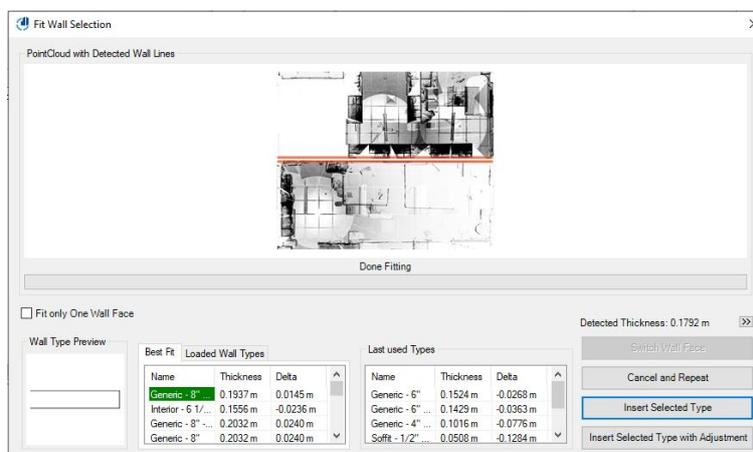 Fit Wall Selection
PointCloud with Detected Wall Lines
Done Fitting
Fit only One Wall Face
Detected Thickness: 0.1792 m >>
Wall Type Preview
Best Fit Loaded Wall Types
Name Thickness Delta
Generic - 8" ... 0.1937 m 0.0145 m
Interior - 6 1/... 0.1556 m -0.0236 m
Generic - 8" -... 0.2032 m 0.0240 m
Generic - 8" 0.2032 m 0.0240 m
Last used Types
Name Thickness Delta
Generic - 6" 0.1524 m -0.0268 m
Generic - 6" ... 0.1429 m -0.0363 m
Generic - 4" ... 0.1016 m -0.0776 m
Soffit - 1/2" ... 0.0508 m -0.1284 m
Switch Wall Face
Cancel and Repeat
Insert Selected Type
Insert Selected Type with Adjustment